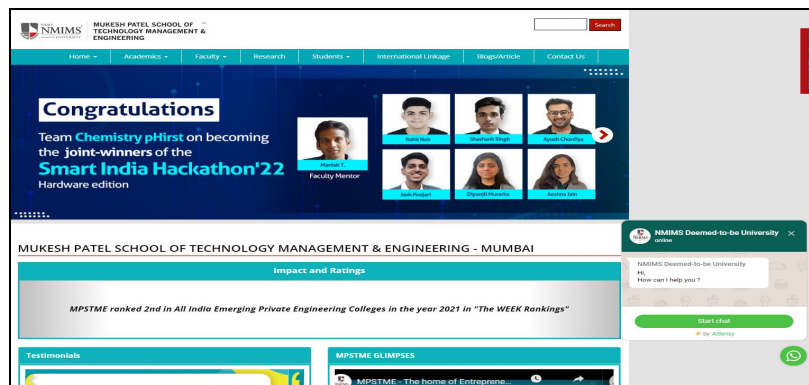 NMIMS
MUKESH PATEL SCHOOL OF
TECHNOLOGY MANAGEMENT &
ENGINEERING
Search
Home
Academics
Faculty
Research
Students
International Linkage
Blogs/Article
Contact Us
Congratulations
Team Chemistry pHirst on becoming
the joint-winners of the
Smart India Hackathon'22
Hardware edition
Manish T.
Faculty Mentor
Rohit Nair
Shashank Singh
Ayush Chordiya
Josh Poojari
Dipanjli Murarka
Aeshna Jain
MUKESH PATEL SCHOOL OF TECHNOLOGY MANAGEMENT & ENGINEERING - MUMBAI
Impact and Ratings
MPSTME ranked 2nd in All India Emerging Private Engineering Colleges in the year 2021 in "The WEEK Rankings"
Testimonials
MPSTME GLIMPSES
MPSTME - The home of Entreprene...
NMIMS Deemed-to-be University
online
NMIMS Deemed-to-be University
Hi,
How can I help you ?
Start chat
by AiSensy